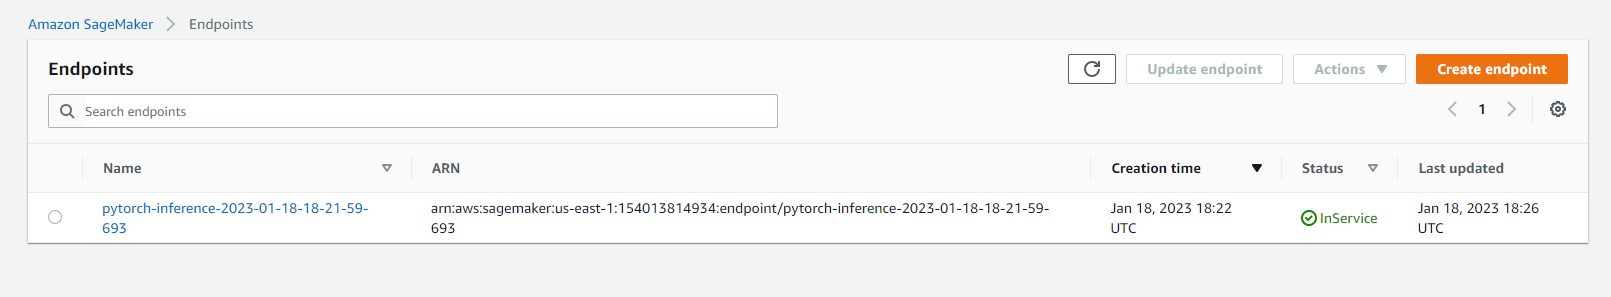 Amazon SageMaker > Endpoints
Endpoints
Update endpoint
Actions
Create endpoint
Search endpoints
1
Name ARN Creation time Status Last updated
pytorch-inference-2023-01-18-18-21-59- arn:aws:sagemaker:us-east-1:154013814934:endpoint/pytorch-inference-2023-01-18-18-21-59- Jan 18, 2023 18:22 InService Jan 18, 2023 18:26
693 693 UTC UTC